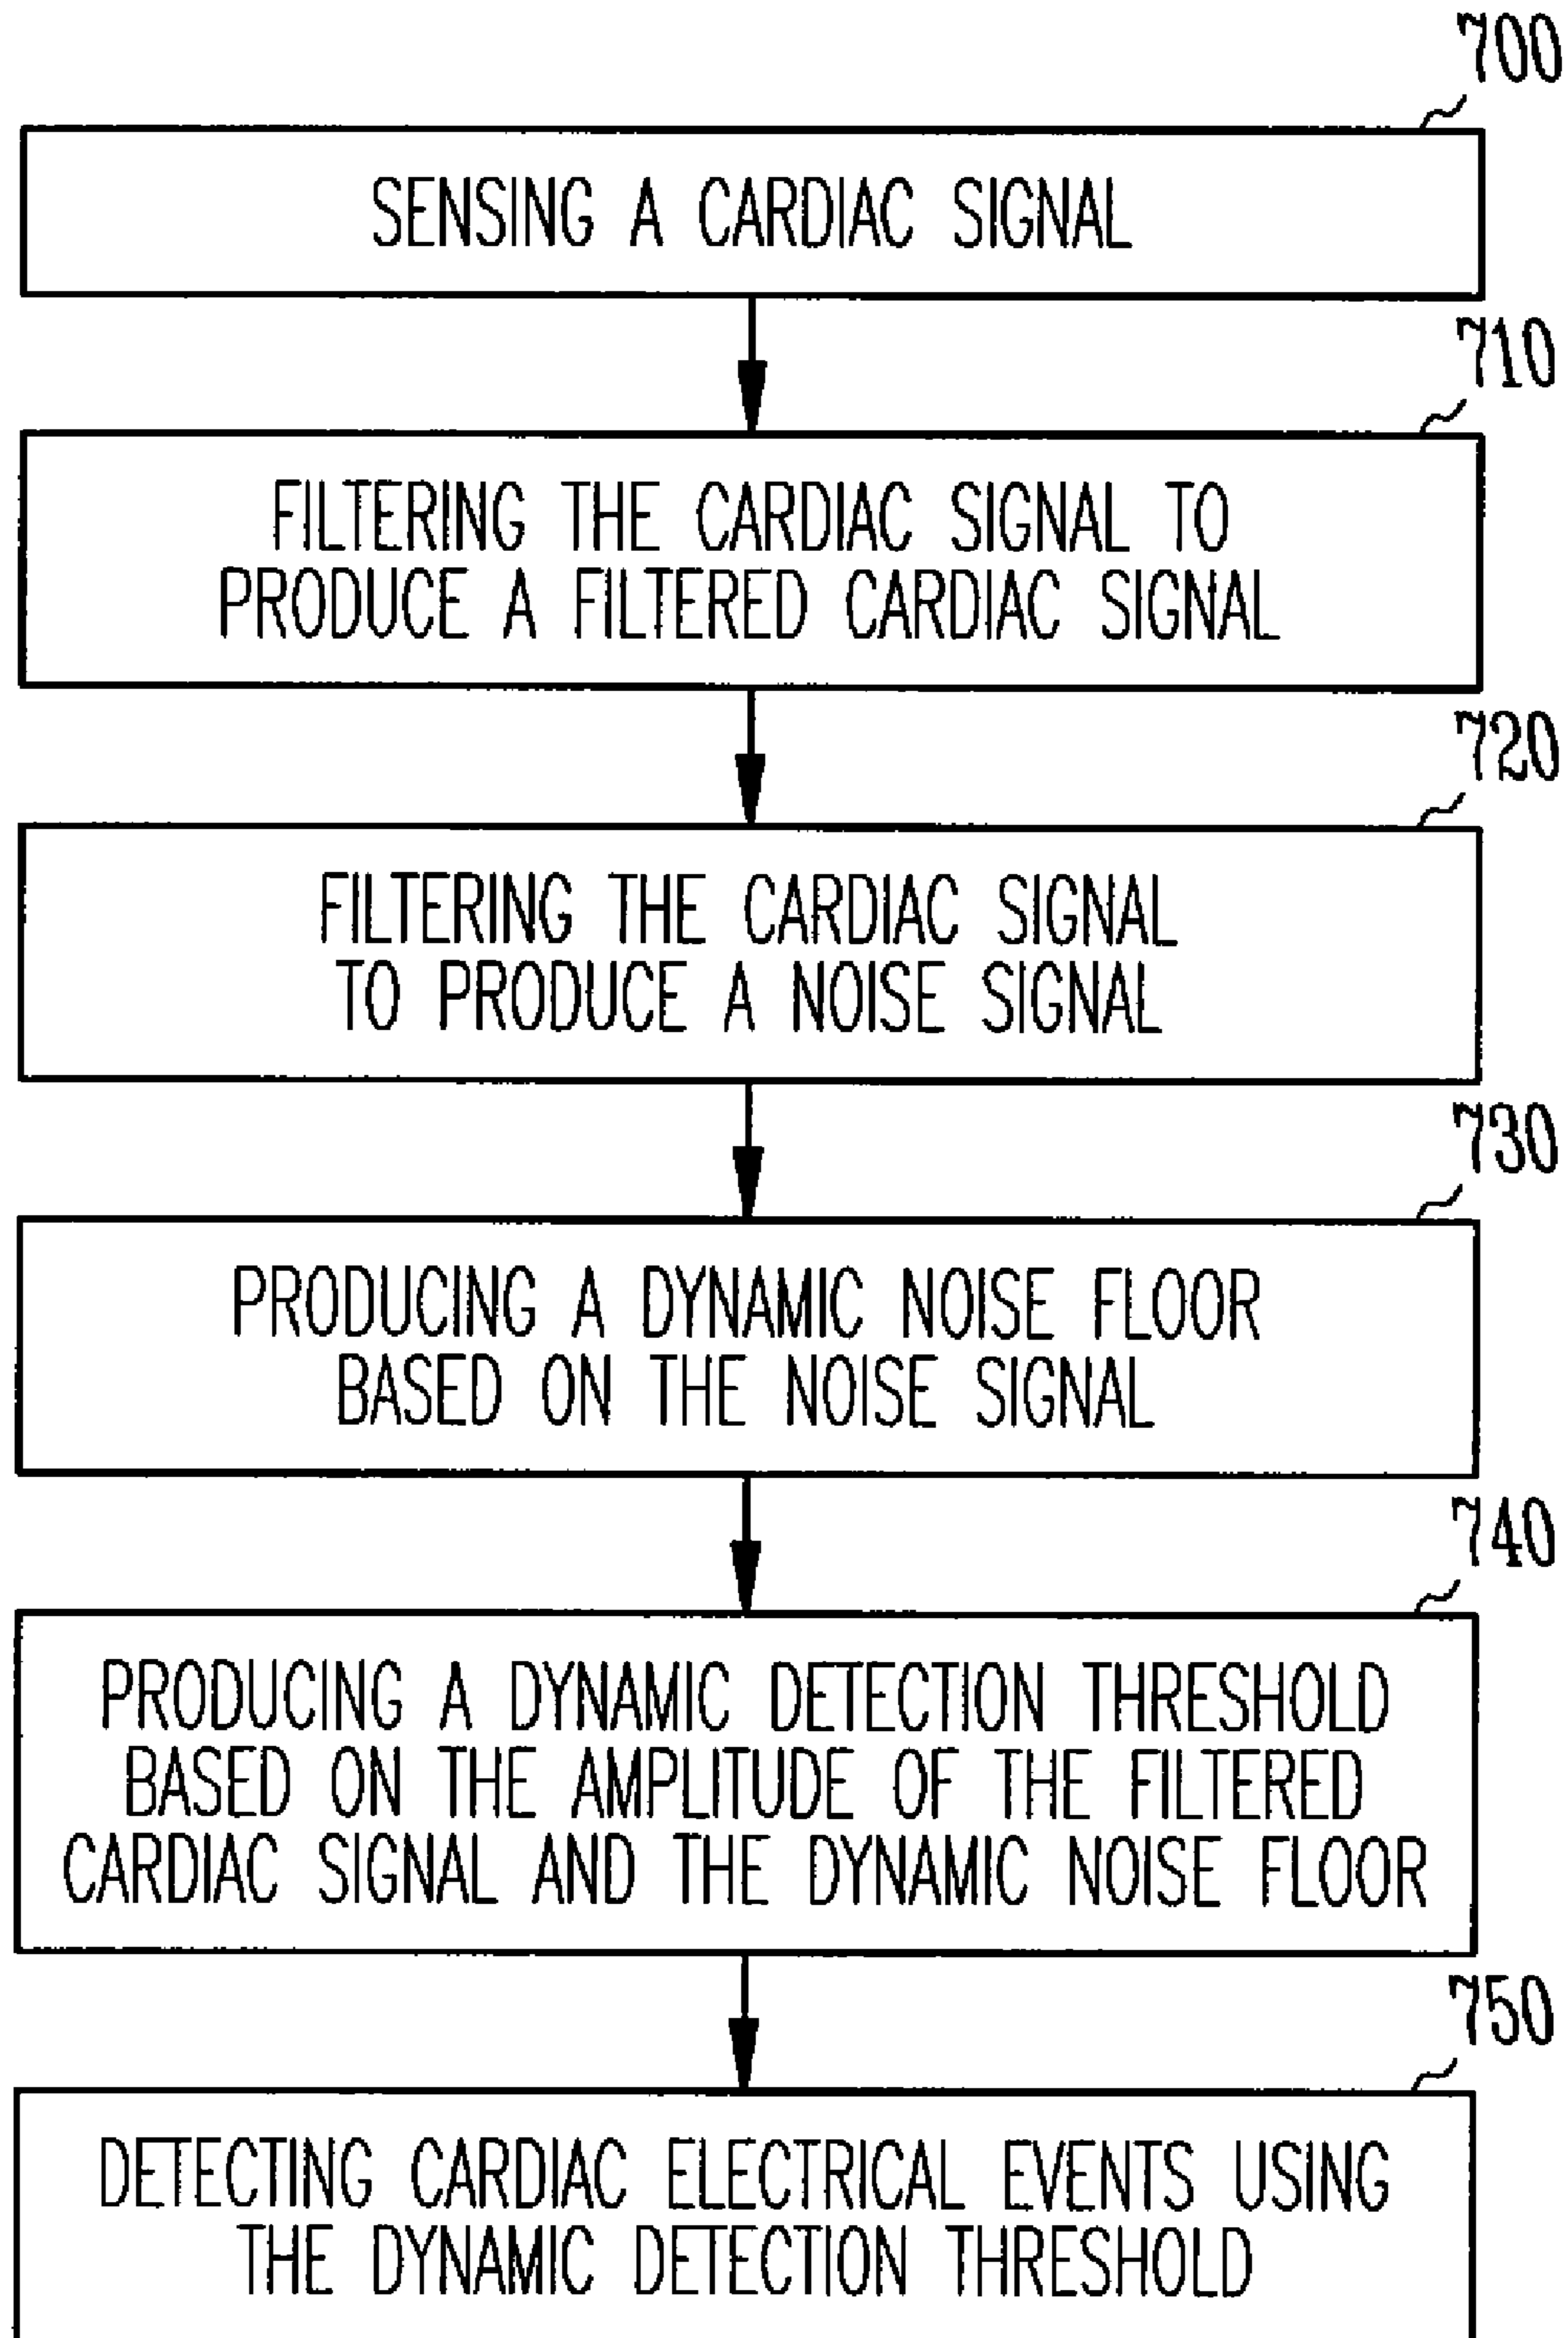 700
SENSING A CARDIAC SIGNAL
710
FILTERING THE CARDIAC SIGNAL TO
PRODUCE A FILTERED CARDIAC SIGNAL
720
FILTERING THE CARDIAC SIGNAL
TO PRODUCE A NOISE SIGNAL
730
PRODUCING A DYNAMIC NOISE FLOOR
BASED ON THE NOISE SIGNAL
740
PRODUCING A DYNAMIC DETECTION THRESHOLD
BASED ON THE AMPLITUDE OF THE FILTERED
CARDIAC SIGNAL AND THE DYNAMIC NOISE FLOOR
750
DETECTING CARDIAC ELECTRICAL EVENTS USING
THE DYNAMIC DETECTION THRESHOLD